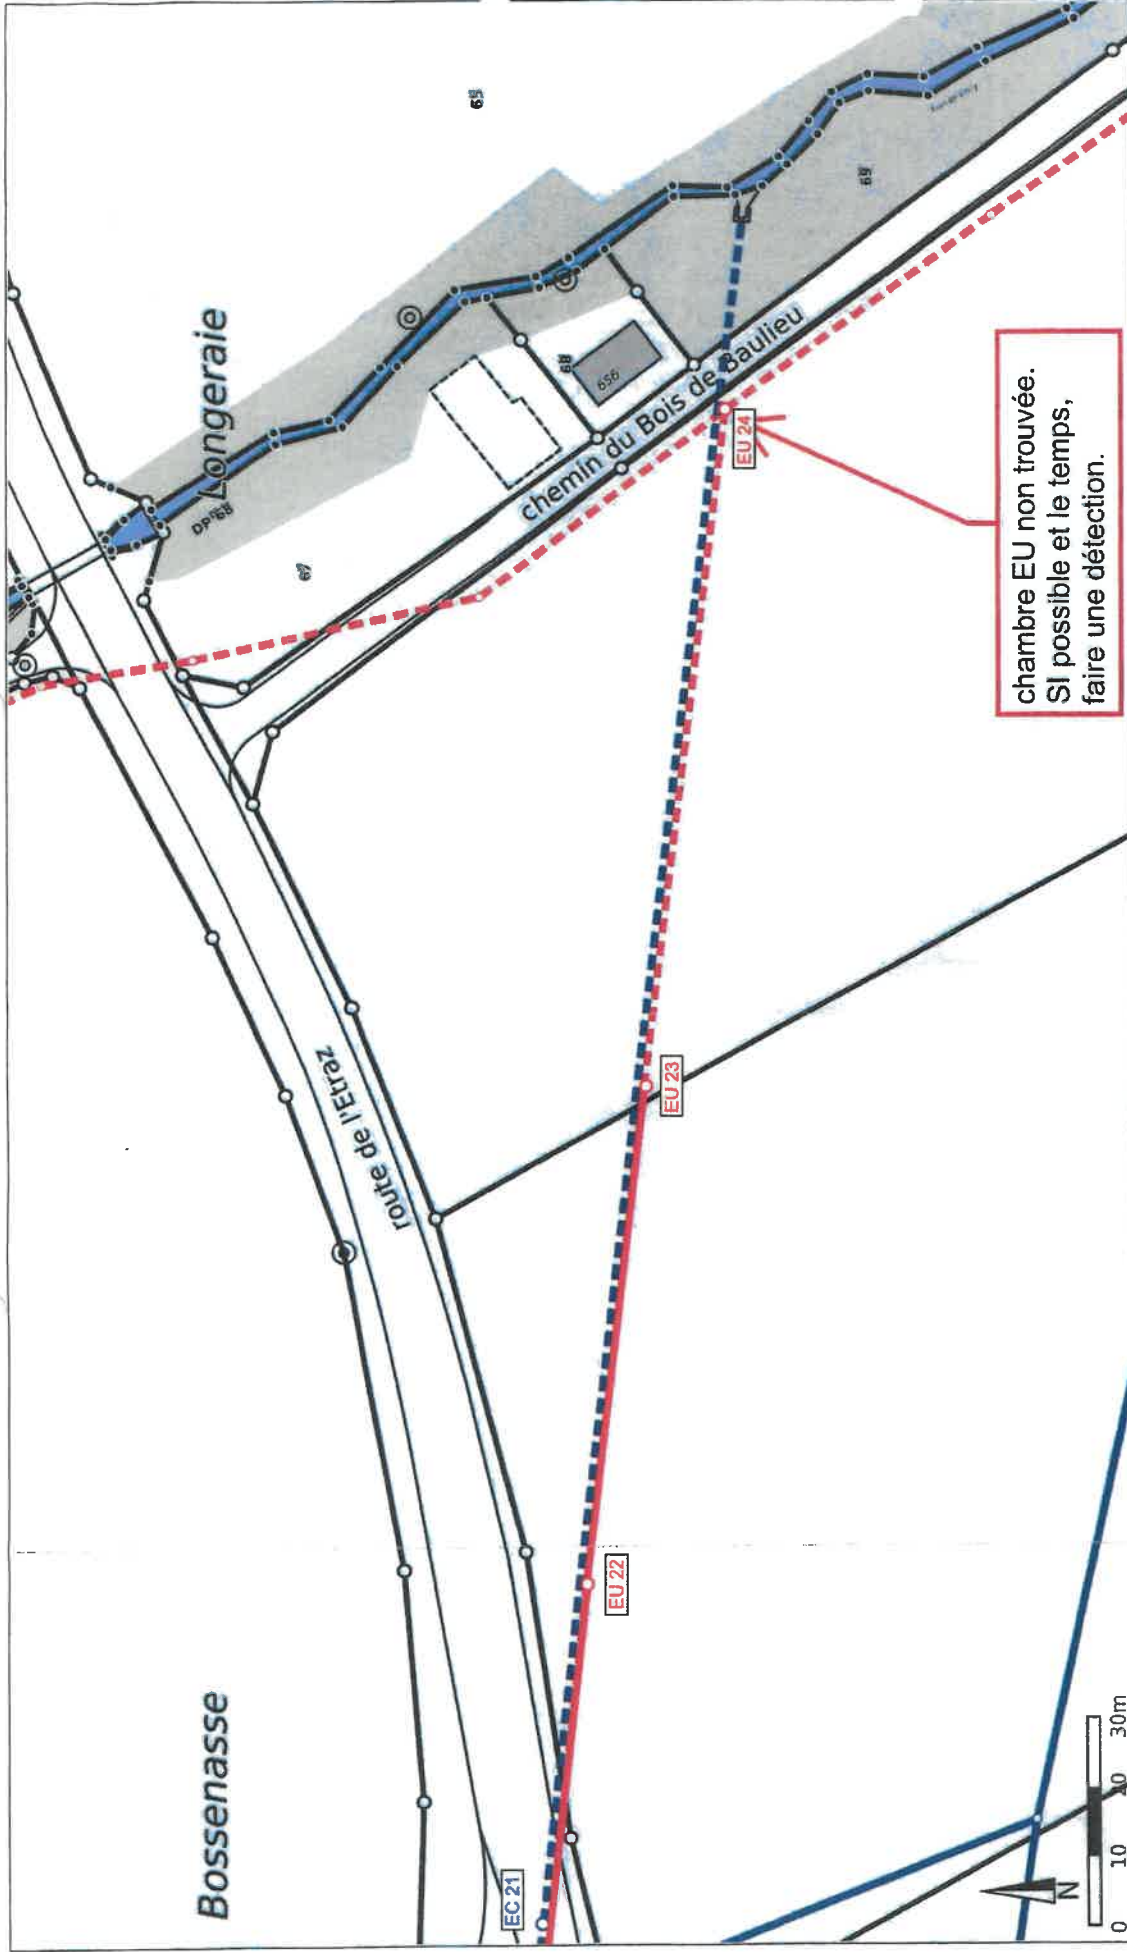 Bossenasse
Longeraie
route de l'Etraz
chemin du Bois de Baulieu
65
67
68
69
656
EC 21
EU 22
EU 23
EU 24
chambre EU non trouvée.
SI possible et le temps,
faire une détection.
N
0 10 20 30m